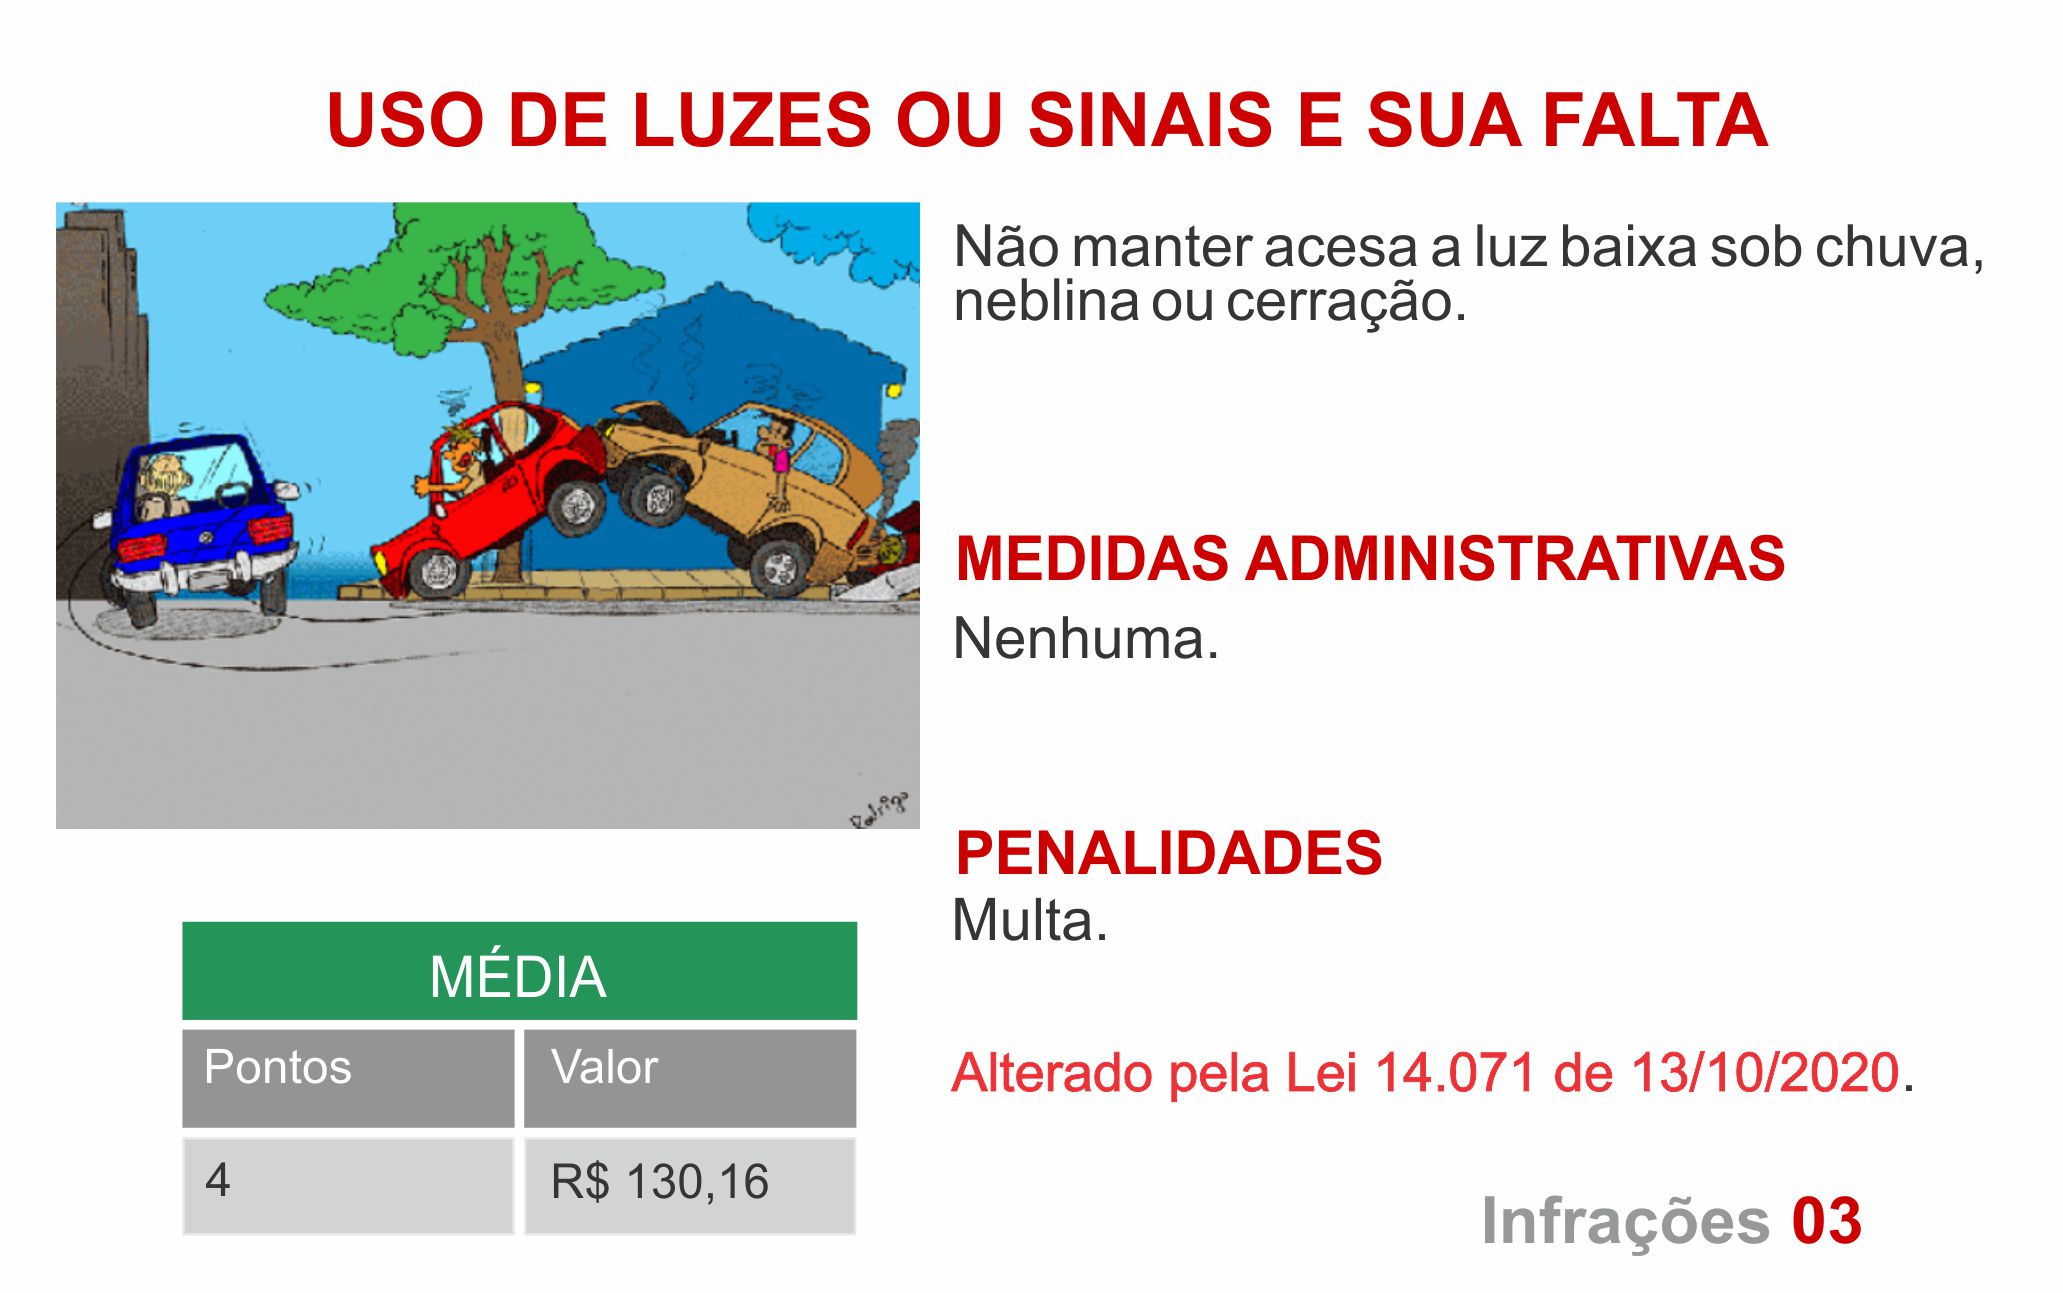 USO DE LUZES OU SINAIS E SUA FALTA
Não manter acesa a luz baixa sob chuva,
neblina ou cerração.
MEDIDAS ADMINISTRATIVAS
Nenhuma.
Rodrigo
PENALIDADES
Multa.
MÉDIA
Pontos
Valor
4
R$ 130,16
Alterado pela Lei 14.071 de 13/10/2020.
Infrações 03